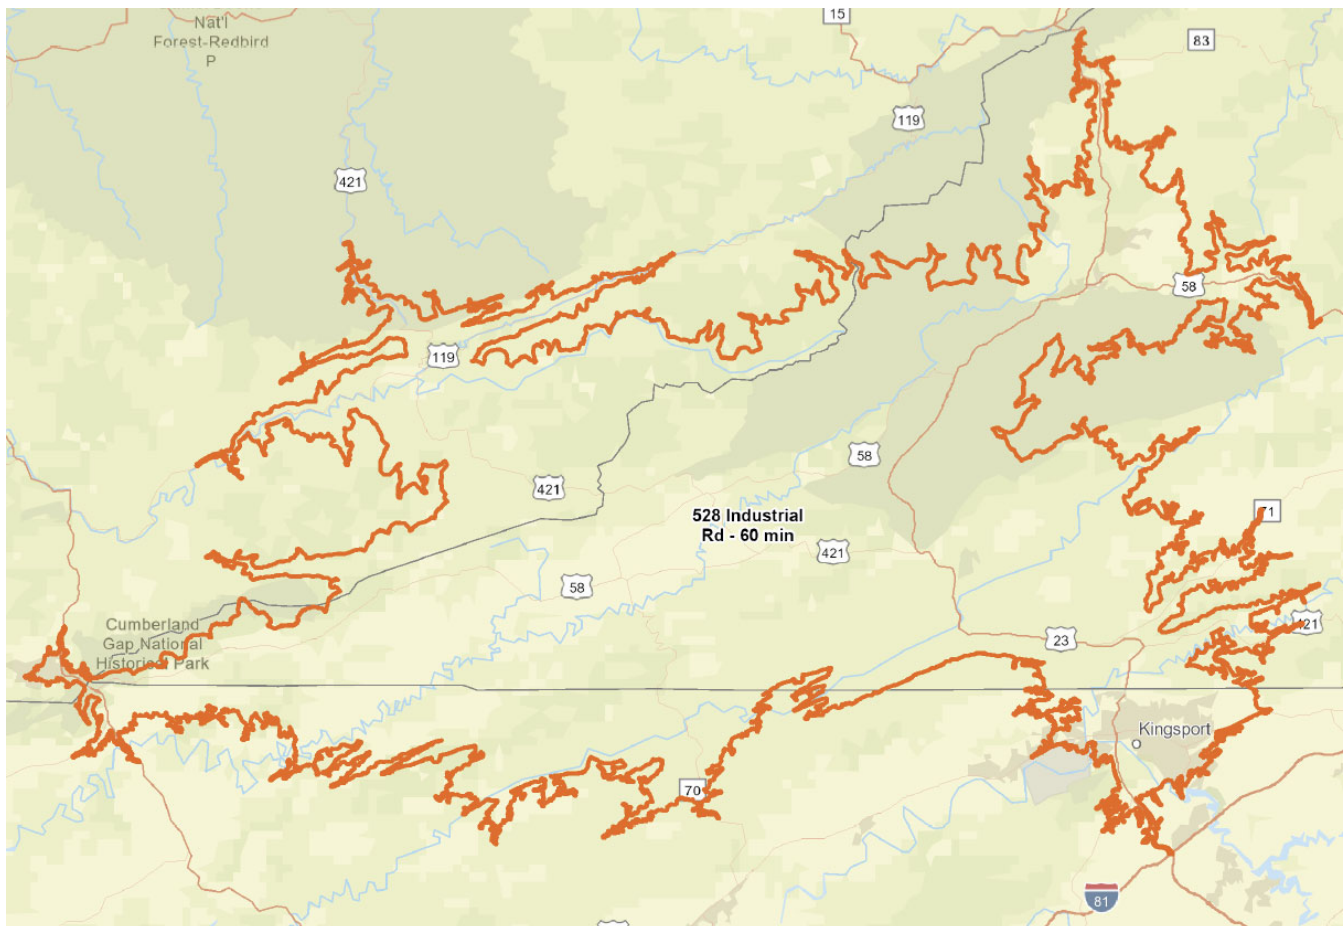 15
Nat'l
Forest-Redbird
P
83
119
421
58
119
58
421
71
528 Industrial
Rd - 60 min
421
58
Cumberland
Gap National
Historical Park
421
23
Kingsport
70
81